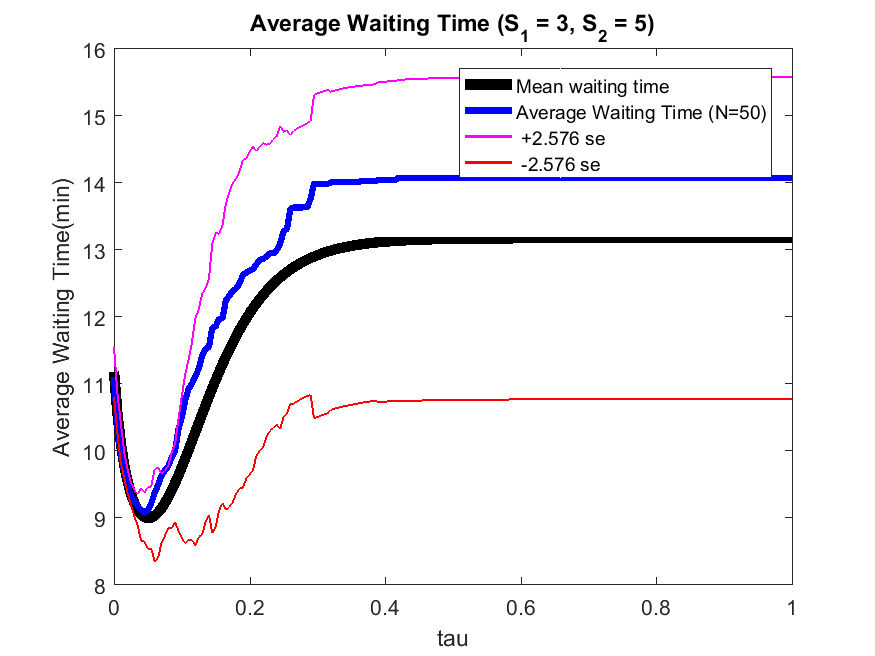 Average Waiting Time (S1 = 3, S2 = 5)
16
15
14
13
12
11
10
9
8
Average Waiting Time(min)
Mean waiting time
Average Waiting Time (N=50)
+2.576 se
-2.576 se
0
0.2
0.4
0.6
0.8
1
tau